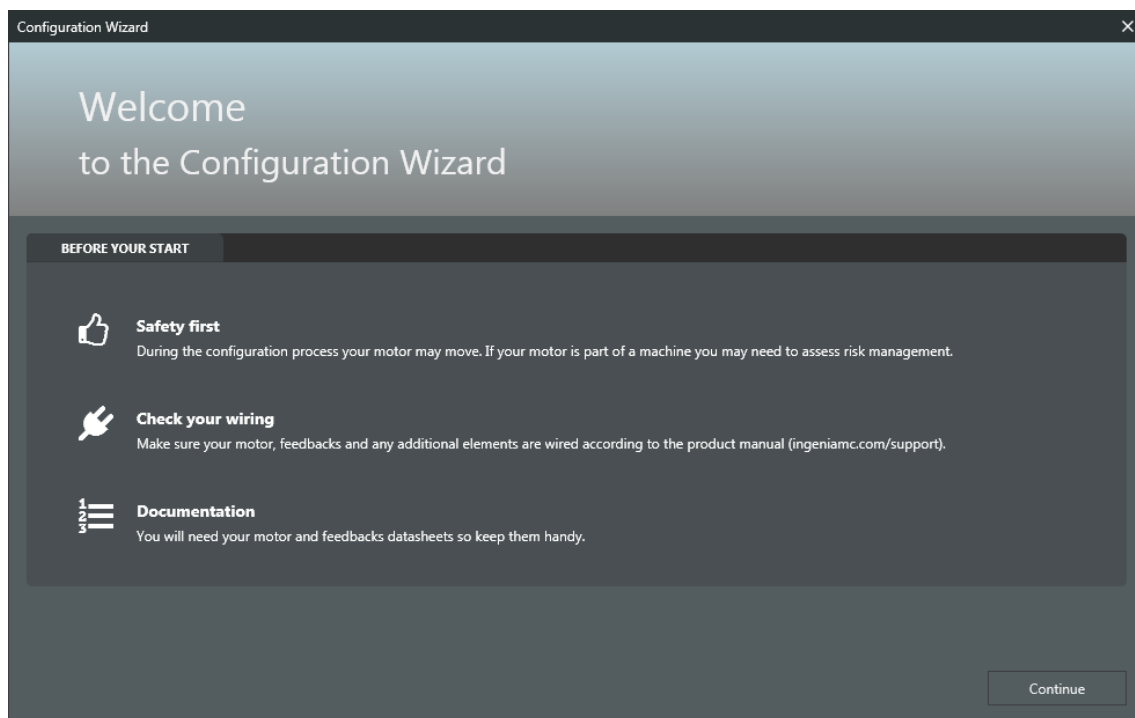 Configuration Wizard
Welcome
to the Configuration Wizard
BEFORE YOUR START
Safety first
During the configuration process your motor may move. If your motor is part of a machine you may need to assess risk management.
Check your wiring
Make sure your motor, feedbacks and any additional elements are wired according to the product manual (ingeniamc.com/support).
1
2
3
Documentation
You will need your motor and feedbacks datasheets so keep them handy.
Continue